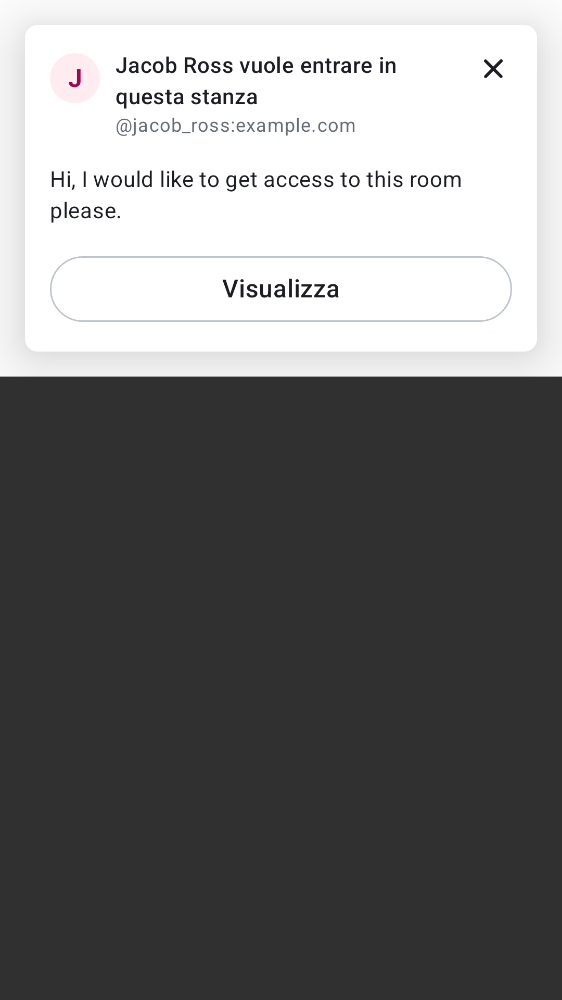 J
Jacob Ross vuole entrare in
questa stanza
@jacob_ross:example.com
Hi, I would like to get access to this room
please.
Visualizza